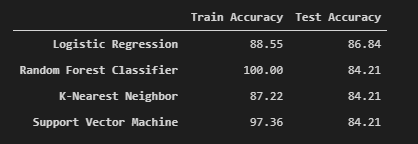 Train Accuracy Test Accuracy
Logistic Regression 88.55 86.84
Random Forest Classifier 100.00 84.21
K-Nearest Neighbor 87.22 84.21
Support Vector Machine 97.36 84.21